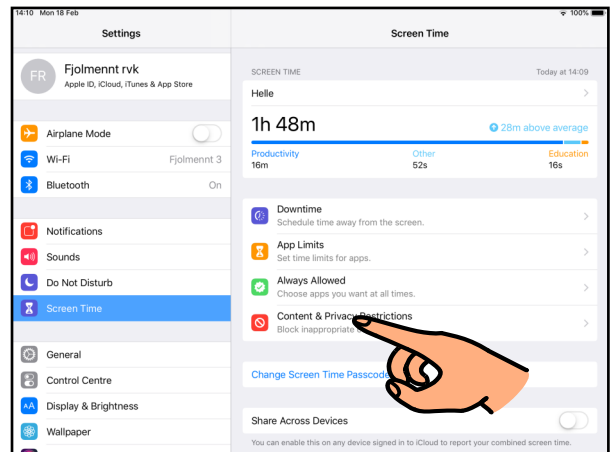 14:10 Mon 18 Feb
100%
Settings
Screen Time
FR
Fjolmennt rvk
Apple ID, iCloud, iTunes & App Store
Airplane Mode
Wi-Fi Fjolmennt 3
Bluetooth On
Notifications
Sounds
Do Not Disturb
Screen Time
General
Control Centre
AA Display & Brightness
Wallpaper
SCREEN TIME Today at 14:09
Helle
1h 48m 28m above average
Productivity Other Education
16m 52s 16s
Downtime
Schedule time away from the screen.
App Limits
Set time limits for apps.
Always Allowed
Choose apps you want at all times.
Content & Privacy Restrictions
Block inappropriate
Change Screen Time Passcode
Share Across Devices
You can enable this on any device signed in to iCloud to report your combined screen time.